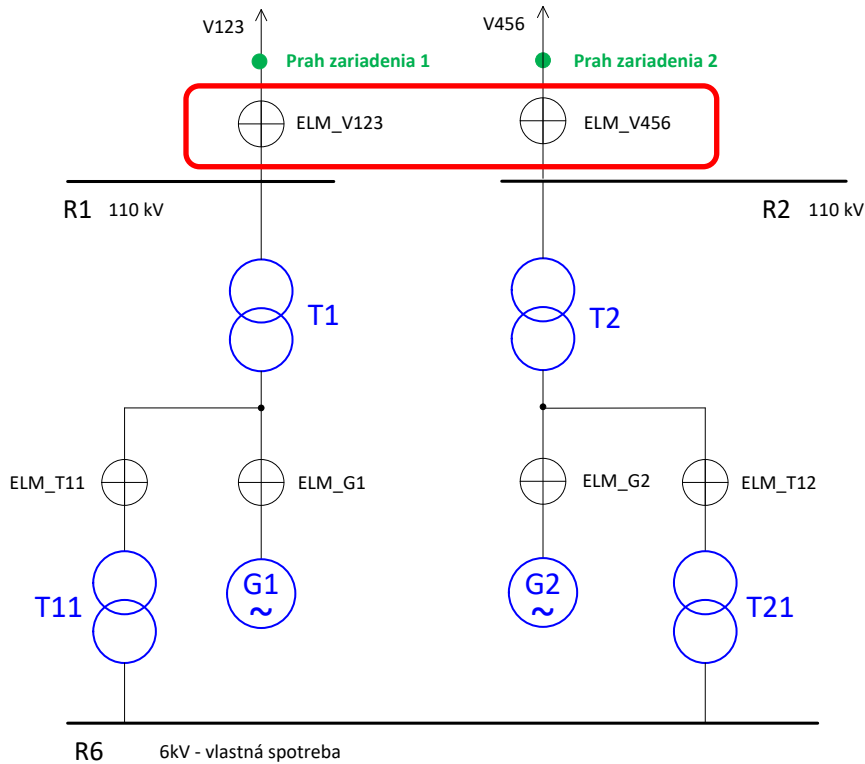 V123
V456
Prah zariadenia 1
Prah zariadenia 2
ELM_V123
ELM_V456
R1 110 kV
R2 110 kV
T1
T2
ELM_T11
ELM_G1
ELM_G2
ELM_T12
T11
G1
~
G2
~
T21
R6 6kV - vlastná spotreba